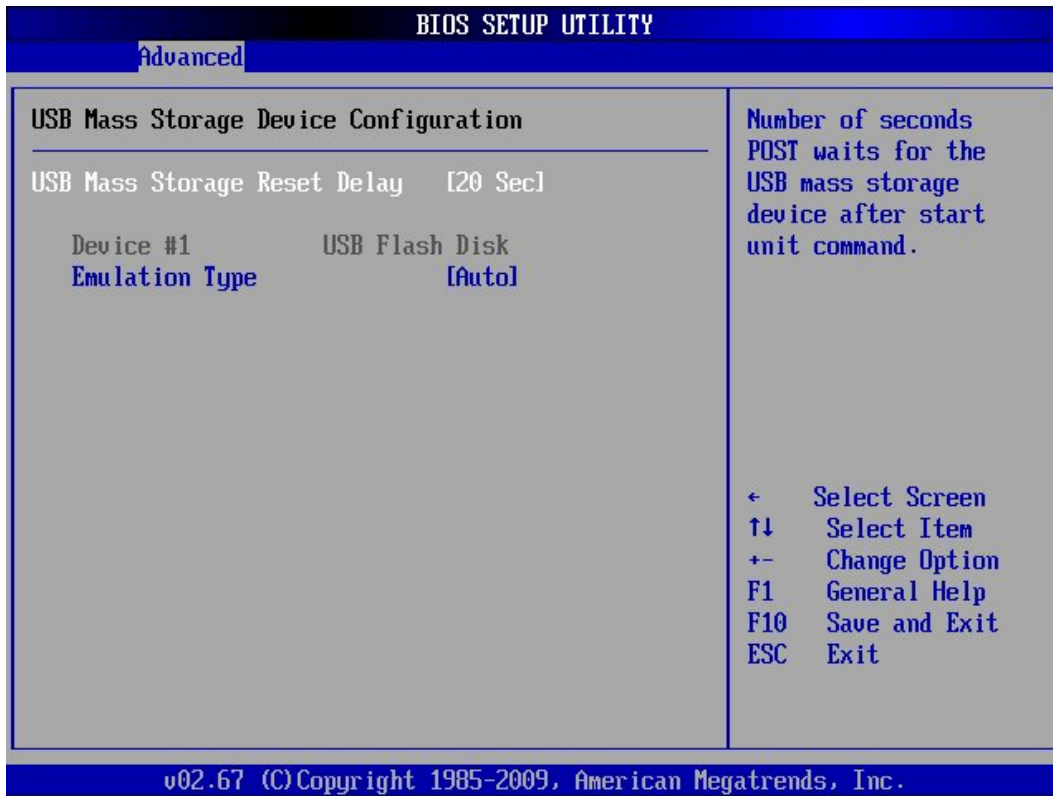 BIOS SETUP UTILITY
Advanced
USB Mass Storage Device Configuration
USB Mass Storage Reset Delay [20 Sec]
Device #1 USB Flash Disk
Emulation Type [Auto]
Number of seconds
POST waits for the
USB mass storage
device after start
unit command.
← Select Screen
↑↓ Select Item
+- Change Option
F1 General Help
F10 Save and Exit
ESC Exit
v02.67 (C)Copyright 1985-2009, American Megatrends, Inc.